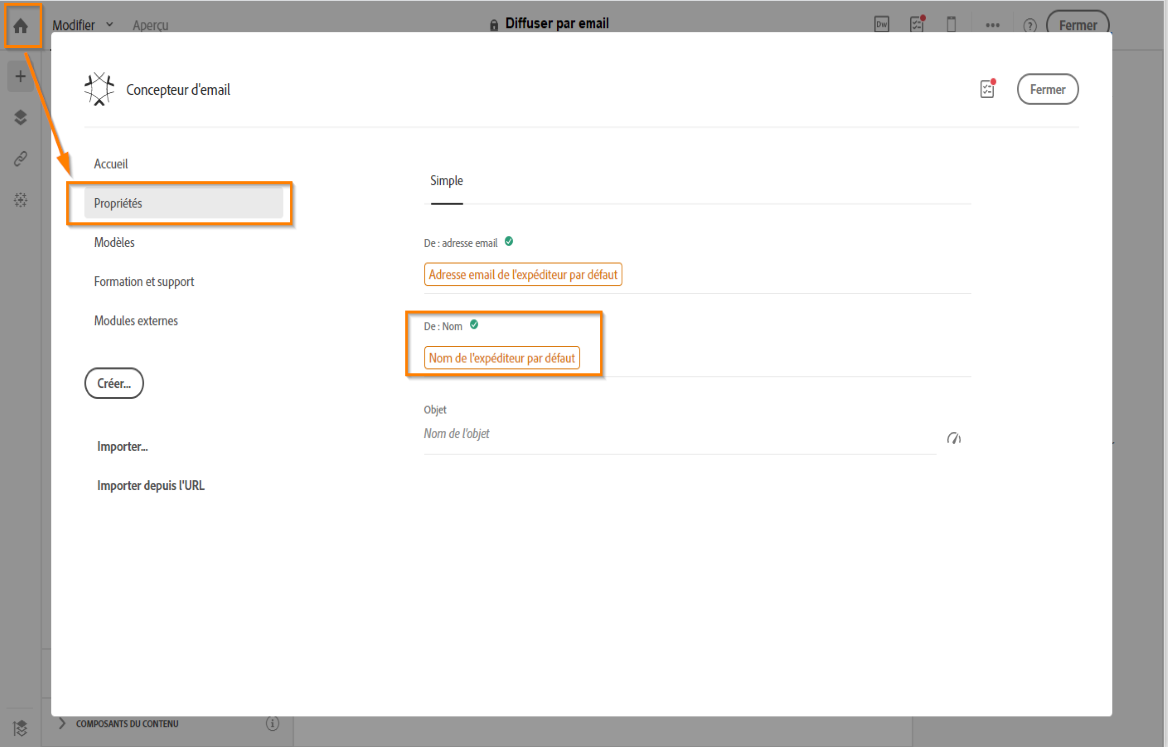 Modifier Aperçu Diffuser par email Dw ••• ? Fermer
Concepteur d'email Fermer
Accueil
Propriétés
Modèles
Formation et support
Modules externes
Créer...
Importer...
Importer depuis l'URL
Simple
De : adresse email
Adresse email de l'expéditeur par défaut
De : Nom
Nom de l'expéditeur par défaut
Objet
Nom de l'objet
COMPOSANTS DU CONTENU i